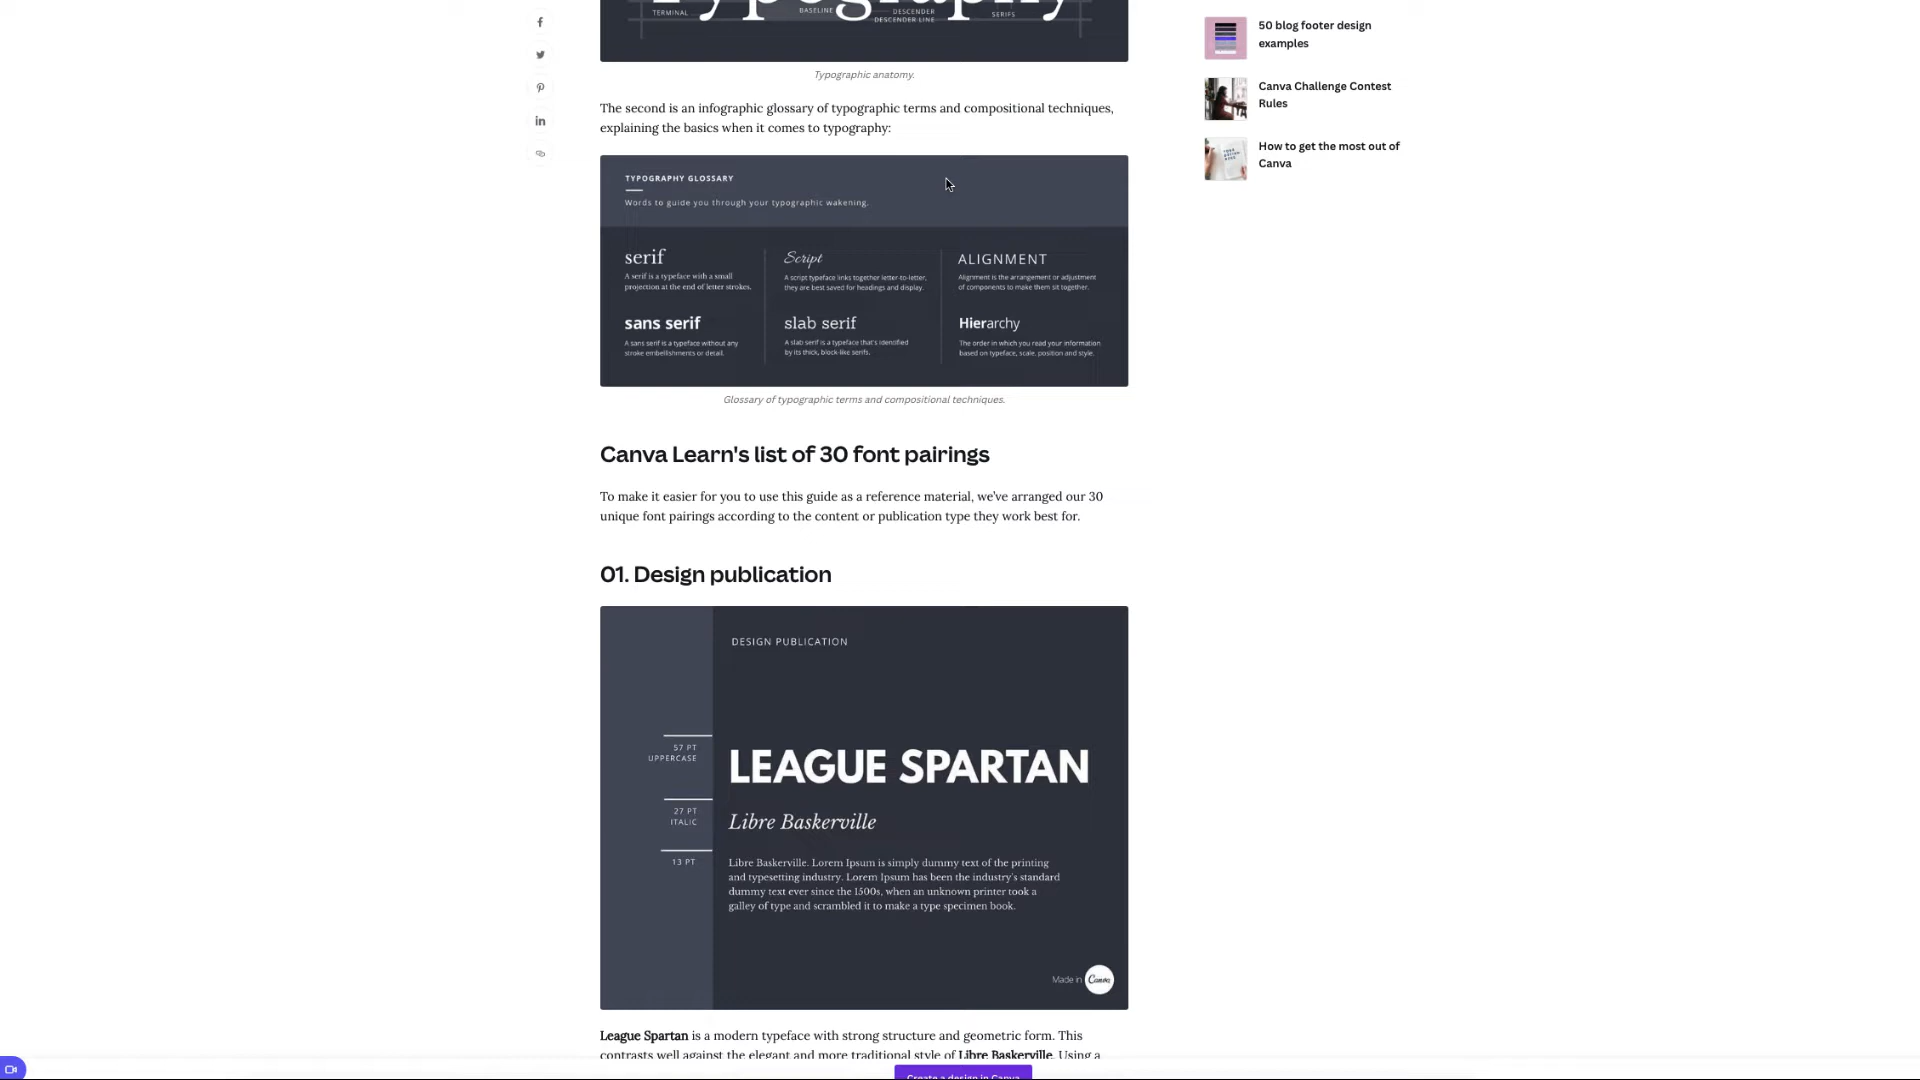 Typography
TERMINAL
BASELINE
DESCENDER
DESCENDER LINE
SERIFS
Typographic anatomy.
The second is an infographic glossary of typographic terms and compositional techniques,
explaining the basics when it comes to typography:
TYPOGRAPHY GLOSSARY
Words to guide you through your typographic wakening.
serif
A serif is a typeface with a small
projection at the end of letter strokes.
Script
A script typeface links together letter-to-letter,
they are best saved for headings and display.
ALIGNMENT
Alignment is the arrangement or adjustment
of components to make them sit together.
sans serif
A sans serif is a typeface without any
stroke embellishments or detail.
slab serif
A slab serif is a typeface that's identified
by its thick, block-like serifs.
Hierarchy
The order in which you read your information
based on typeface, scale, position and style.
Glossary of typographic terms and compositional techniques.
Canva Learn's list of 30 font pairings
To make it easier for you to use this guide as a reference material, we've arranged our 30
unique font pairings according to the content or publication type they work best for.
01. Design publication
DESIGN PUBLICATION
57 PT
UPPERCASE
LEAGUE SPARTAN
27 PT
ITALIC
Libre Baskerville
13 PT
Libre Baskerville. Lorem Ipsum is simply dummy text of the printing
and typesetting industry. Lorem Ipsum has been the industry's standard
dummy text ever since the 1500s, when an unknown printer took a
galley of type and scrambled it to make a type specimen book.
Made in Canva
League Spartan is a modern typeface with strong structure and geometric form. This
contrasts well against the elegant and more traditional style of Libre Baskerville. Using a
Create a design in Canva
50 blog footer design
examples
Canva Challenge Contest
Rules
How to get the most out of
Canva